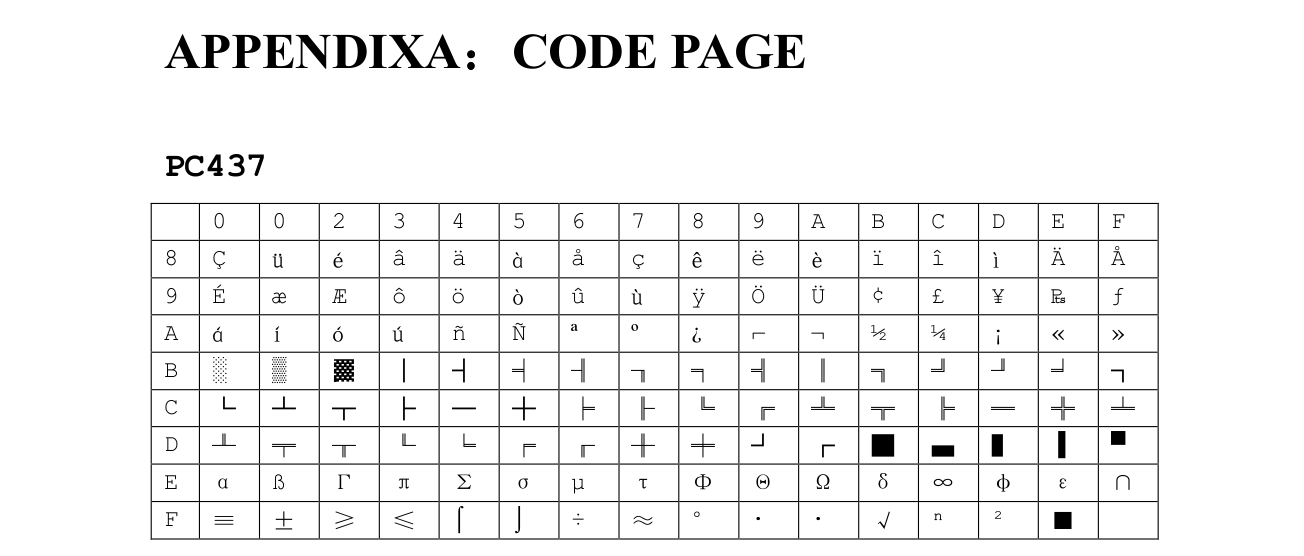 APPENDIXA：CODE PAGE
PC437
0 0 2 3 4 5 6 7 8 9 A B C D E F
8 Ç ü é â ä à å ç ê ë è ï î ì Ä Å
9 É æ Æ ô ö ò û ù ÿ Ö Ü ¢ £ ¥ ₧ ƒ
A á í ó ú ñ Ñ ª º ¿ ⌐ ¬ ½ ¼ ¡ « »
B ░ ▒ ▓ │ ┤ ╡ ╢ ╖ ╕ ╣ ║ ╗ ╝ ╜ ╛ ┐
C └ ┴ ┬ ├ ─ ┼ ╞ ╟ ╚ ╔ ╩ ╦ ╠ ═ ╬ ╧
D ╨ ╤ ╥ ╙ ╘ ╒ ╓ ╫ ╪ ┘ ┌ █ ▄ ▌ ▐ ▀
E α ß Γ π Σ σ µ τ Φ Θ Ω δ ∞ ϕ ε ∩
F ≡ ± ≥ ≤ ⌠ ⌡ ÷ ≈ ° · · √ ⁿ ² ■